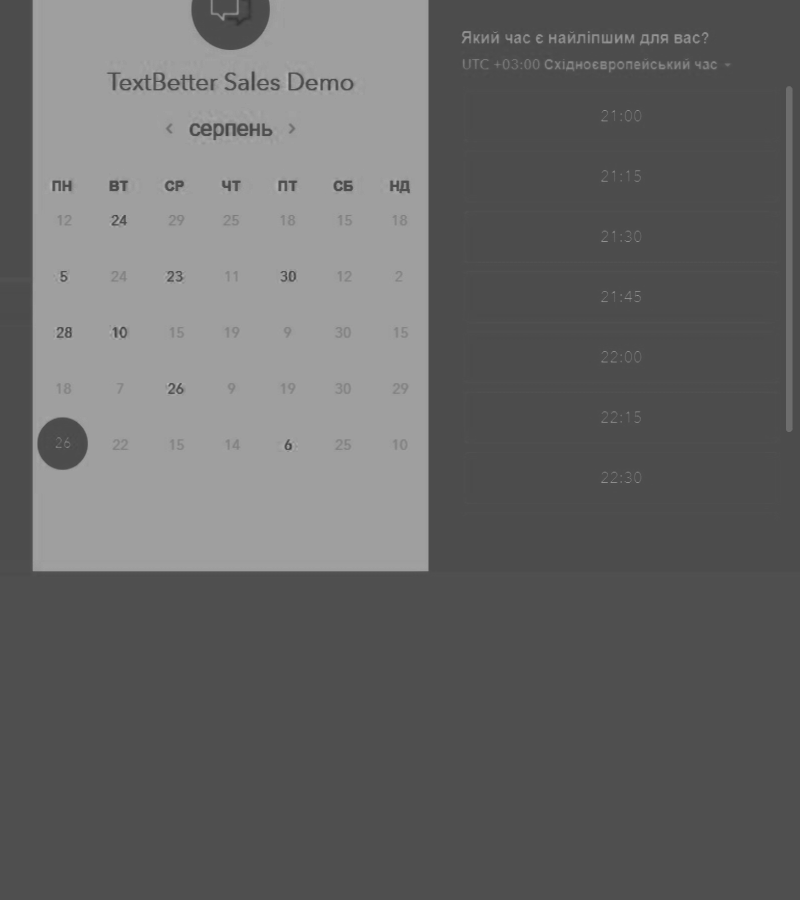 TextBetter Sales Demo
< серпень >
ПН ВТ СР ЧТ ПТ СБ НД
12 24 29 25 18 15 18
5 24 23 11 30 12 2
28 10 15 19 9 30 15
18 7 26 9 19 30 29
26 22 15 14 6 25 10
Який час є найліпшим для вас?
UTC +03:00 Східноєвропейський час
21:00
21:15
21:30
21:45
22:00
22:15
22:30